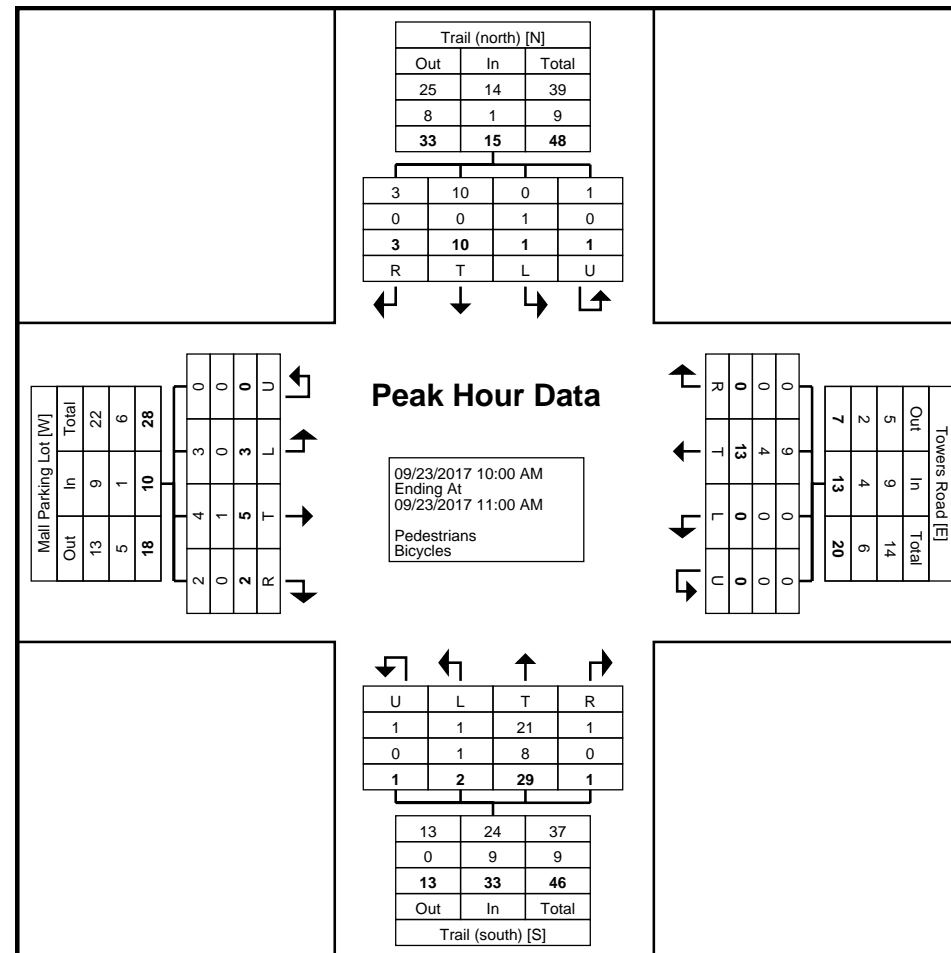 Trail (north) [N]
Out In Total
25 14 39
8 1 9
33 15 48
3 10 0 1
0 0 1 0
3 10 1 1
R T L U
Mall Parking Lot [W]
Total In Out
22 9 13
6 1 5
28 10 18
0 3 4 2
0 0 1 0
0 3 5 2
U L T R
Peak Hour Data
09/23/2017 10:00 AM
Ending At
09/23/2017 11:00 AM
Pedestrians
Bicycles
R T L U
0 13 0 0
0 4 0 0
0 9 0 0
7 13 20
2 4 6
5 9 14
Out In Total
Towers Road [E]
U L T R
1 1 21 1
0 1 8 0
1 2 29 1
13 24 37
0 9 9
13 33 46
Out In Total
Trail (south) [S]